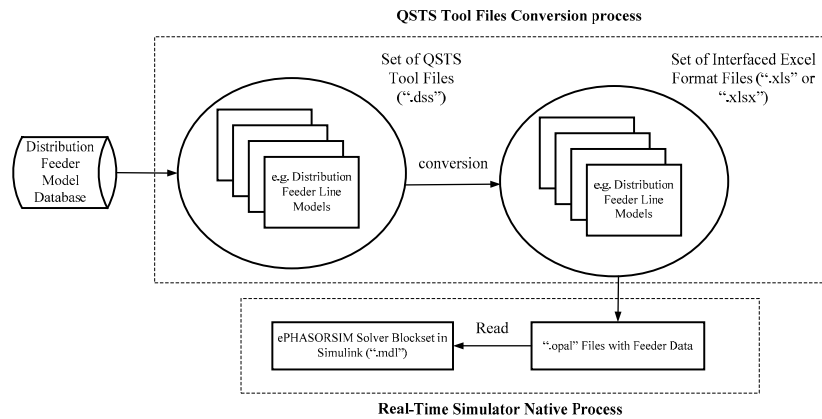 QSTS Tool Files Conversion process
Set of QSTS
Tool Files
(“.dss”)
Set of Interfaced Excel
Format Files (“.xls” or
“.xlsx”)
Distribution
Feeder
Model
Database
e.g. Distribution
Feeder Line
Models
conversion
e.g. Distribution
Feeder Line
Models
ePHASORSIM Solver Blockset in
Simulink (“.mdl”)
Read
“.opal” Files with Feeder Data
Real-Time Simulator Native Process